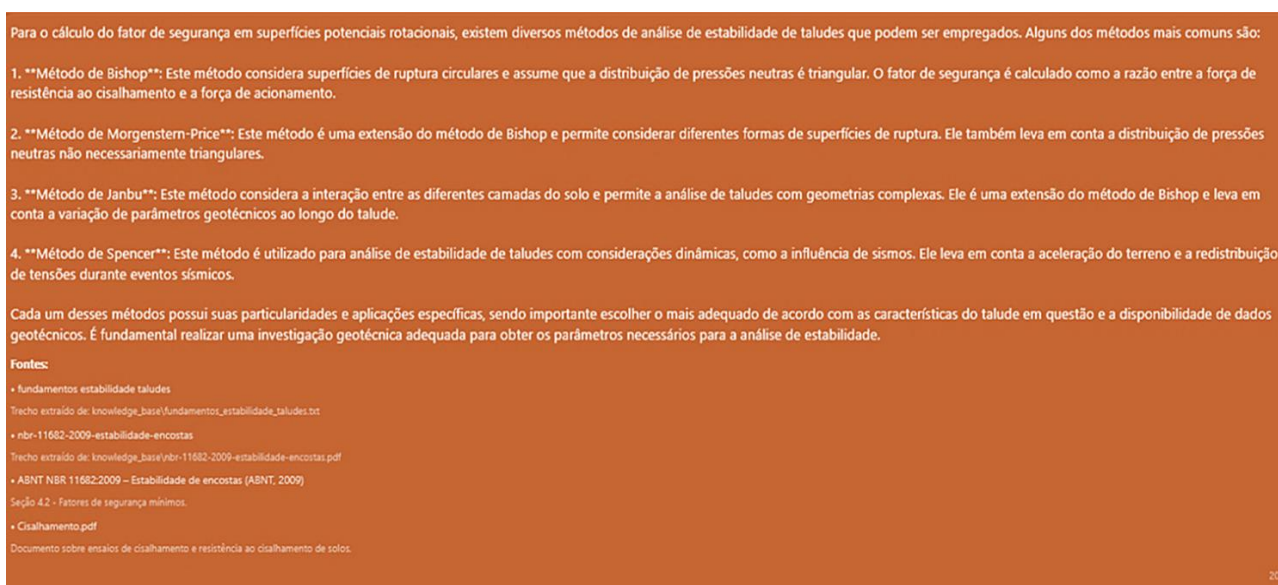 Para o cálculo do fator de segurança em superfícies potenciais rotacionais, existem diversos métodos de análise de estabilidade de taludes que podem ser empregados. Alguns dos métodos mais comuns são:
1. **Método de Bishop**: Este método considera superfícies de ruptura circulares e assume que a distribuição de pressões neutras é triangular. O fator de segurança é calculado como a razão entre a força de
resistência ao cisalhamento e a força de acionamento.
2. **Método de Morgenstern-Price**: Este método é uma extensão do método de Bishop e permite considerar diferentes formas de superfícies de ruptura. Ele também leva em conta a distribuição de pressões
neutras não necessariamente triangulares.
3. **Método de Janbu**: Este método considera a interação entre as diferentes camadas do solo e permite a análise de taludes com geometrias complexas. Ele é uma extensão do método de Bishop e leva em
conta a variação de parâmetros geotécnicos ao longo do talude.
4. **Método de Spencer**: Este método é utilizado para análise de estabilidade de taludes com considerações dinâmicas, como a influência de sismos. Ele leva em conta a aceleração do terreno e a redistribuição
de tensões durante eventos sísmicos.
Cada um desses métodos possui suas particularidades e aplicações específicas, sendo importante escolher o mais adequado de acordo com as características do talude em questão e a disponibilidade de dados
geotécnicos. É fundamental realizar uma investigação geotécnica adequada para obter os parâmetros necessários para a análise de estabilidade.
Fontes:
• fundamentos estabilidade taludes
Trecho extraído de: knowledge_base\fundamentos_estabilidade_taludes.txt
• nbr-11682-2009-estabilidade-encostas
Trecho extraído de: knowledge_base\nbr-11682-2009-estabilidade-encostas.pdf
• ABNT NBR 11682:2009 – Estabilidade de encostas (ABNT, 2009)
Seção 4.2 - Fatores de segurança mínimos.
• Cisalhamento.pdf
Documento sobre ensaios de cisalhamento e resistência ao cisalhamento de solos.